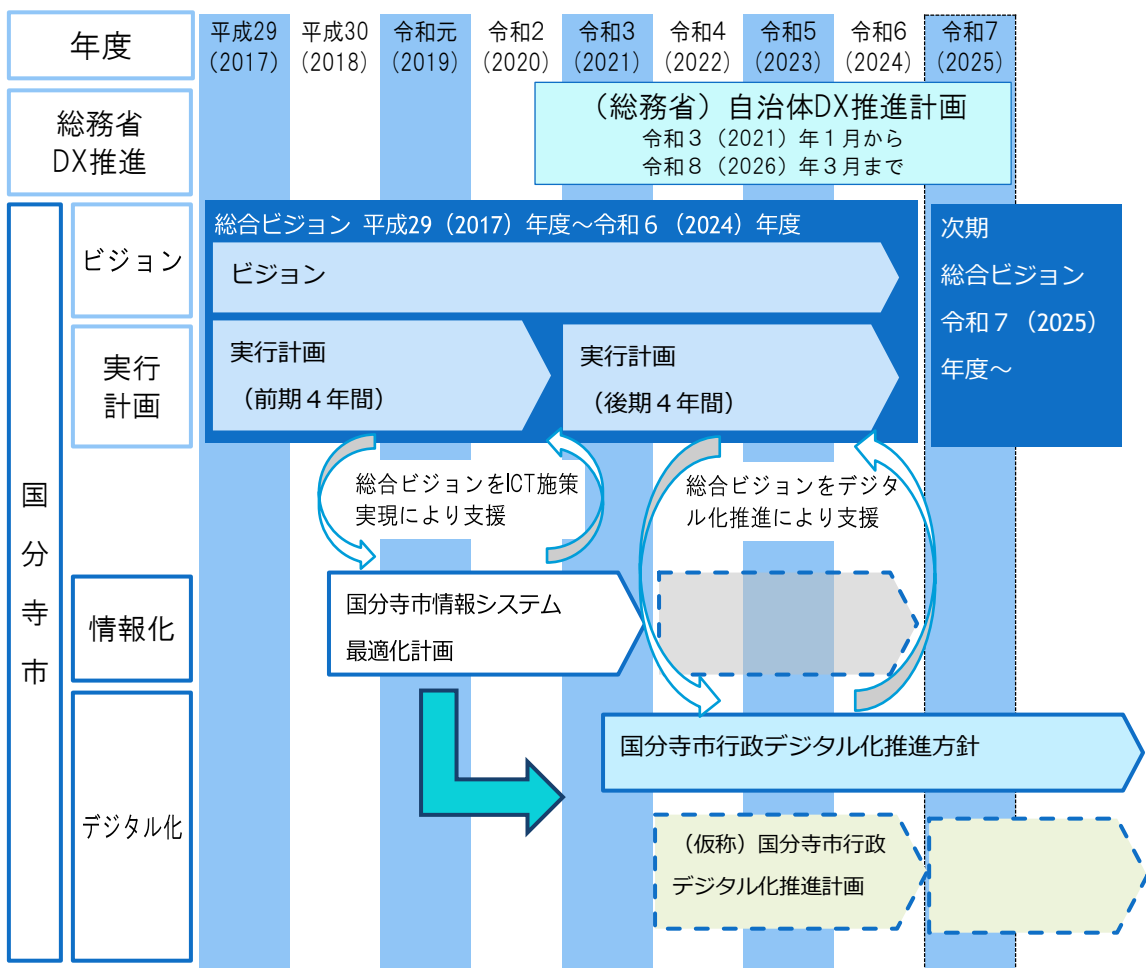 年度
平成29
(2017)
平成30
(2018)
令和元
(2019)
令和2
(2020)
令和3
(2021)
令和4
(2022)
令和5
(2023)
令和6
(2024)
令和7
(2025)
総務省
DX推進
（総務省）自治体DX推進計画
令和３（2021）年１月から
令和８（2026）年３月まで
国分寺市
ビジョン
総合ビジョン 平成29（2017）年度～令和６（2024）年度
ビジョン
次期
総合ビジョン
令和７（2025）
年度～
実行
計画
実行計画
（前期４年間）
実行計画
（後期４年間）
総合ビジョンをICT施策
実現により支援
総合ビジョンをデジタ
ル化推進により支援
情報化
国分寺市情報システム
最適化計画
デジタル化
国分寺市行政デジタル化推進方針
（仮称）国分寺市行政
デジタル化推進計画